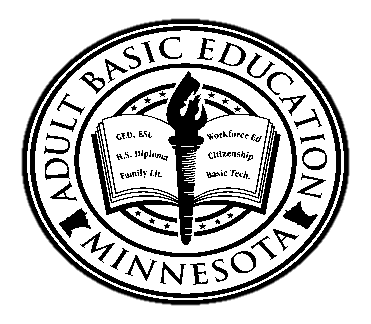 ADULT BASIC EDUCATION
GED, ESL
H.S. Diploma
Family Lit.
Workforce Ed
Citizenship
Basic Tech.
MINNESOTA